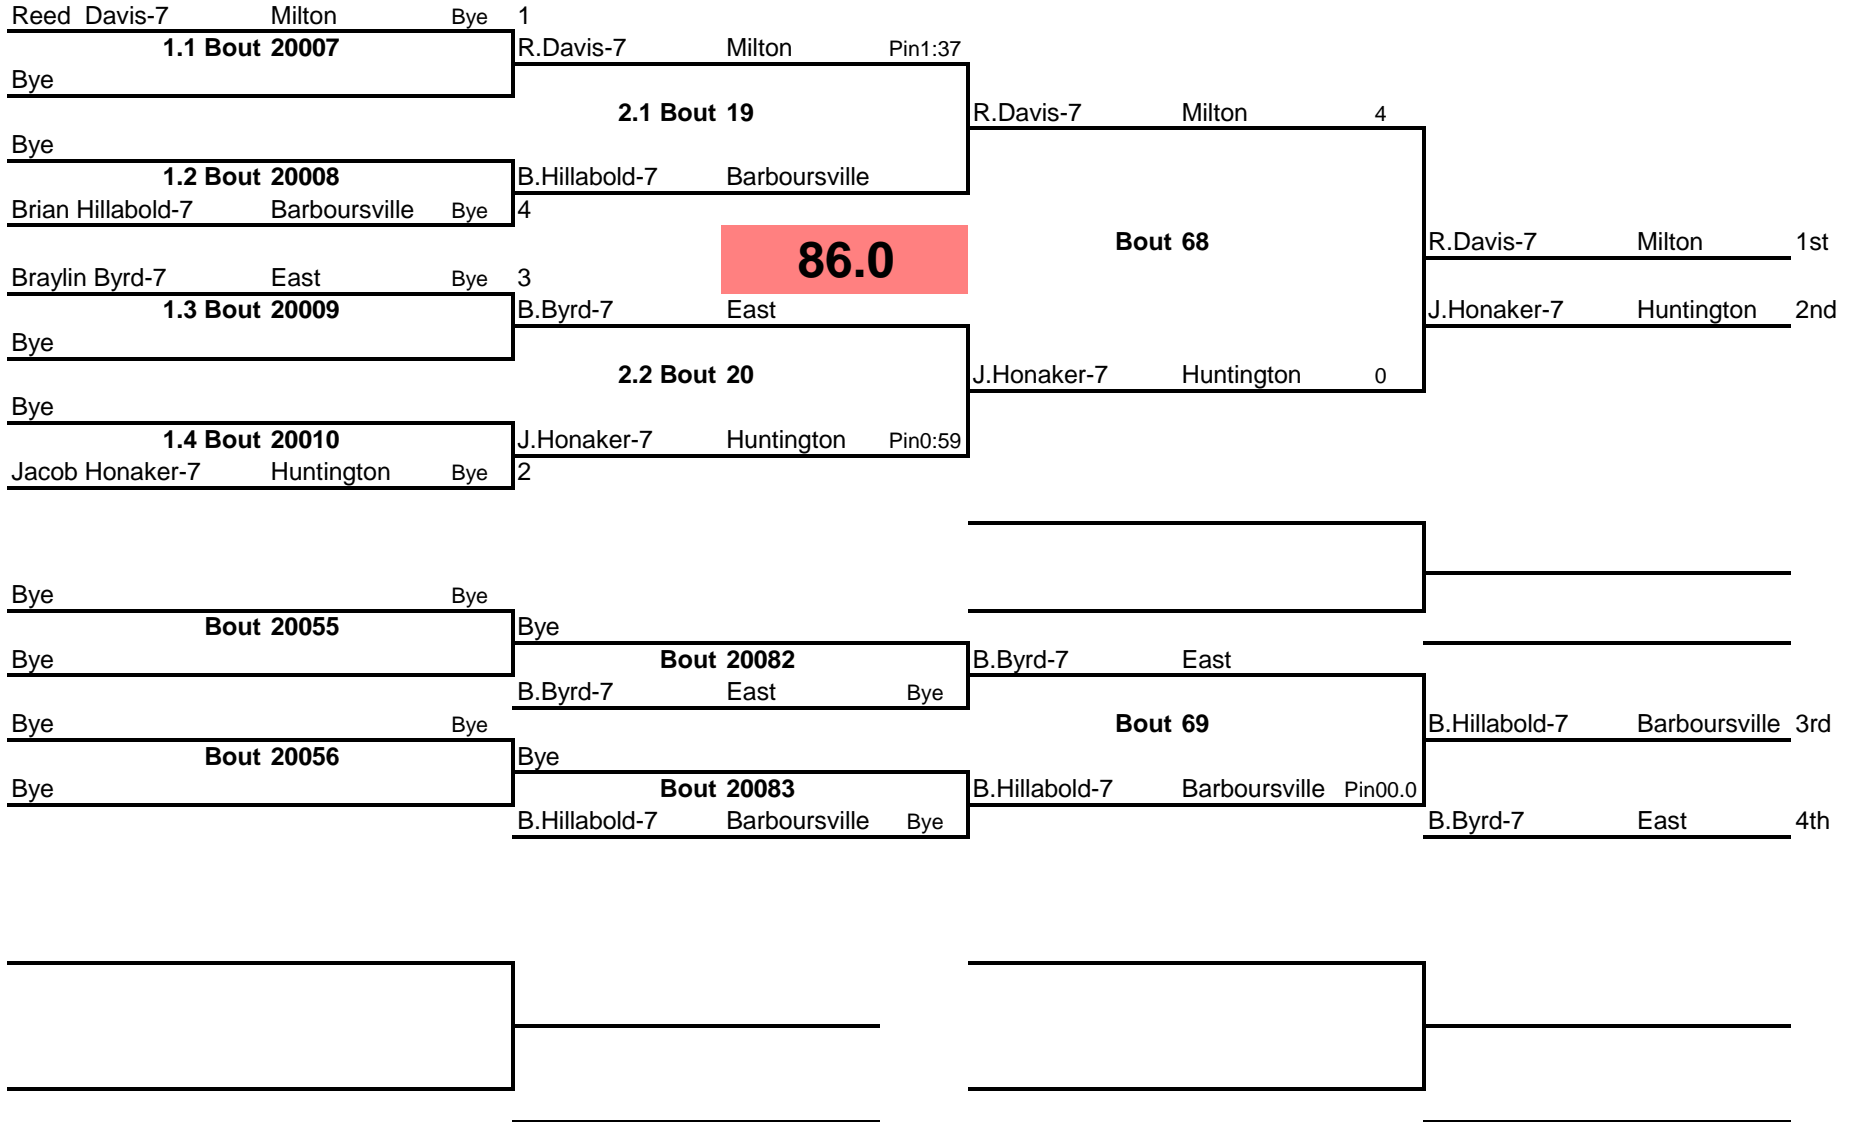 Reed  Davis-7 Milton Bye 1
1.1 Bout 20007 R.Davis-7 Milton Pin1:37
Bye
2.1 Bout 19 R.Davis-7 Milton 4
Bye
1.2 Bout 20008 B.Hillabold-7 Barboursville
Brian Hillabold-7 Barboursville Bye 4
86.0 Bout 68 R.Davis-7 Milton 1st
Braylin Byrd-7 East Bye 3
1.3 Bout 20009 B.Byrd-7 East J.Honaker-7 Huntington 2nd
Bye
2.2 Bout 20 J.Honaker-7 Huntington 0
Bye
1.4 Bout 20010 J.Honaker-7 Huntington Pin0:59
Jacob Honaker-7 Huntington Bye 2
Bye Bye
Bout 20055 Bye
Bye Bout 20082 B.Byrd-7 East
B.Byrd-7 East Bye
Bye Bye Bout 69 B.Hillabold-7 Barboursville 3rd
Bout 20056 Bye
Bye Bout 20083 B.Hillabold-7 Barboursville Pin00.0
B.Hillabold-7 Barboursville Bye B.Byrd-7 East 4th